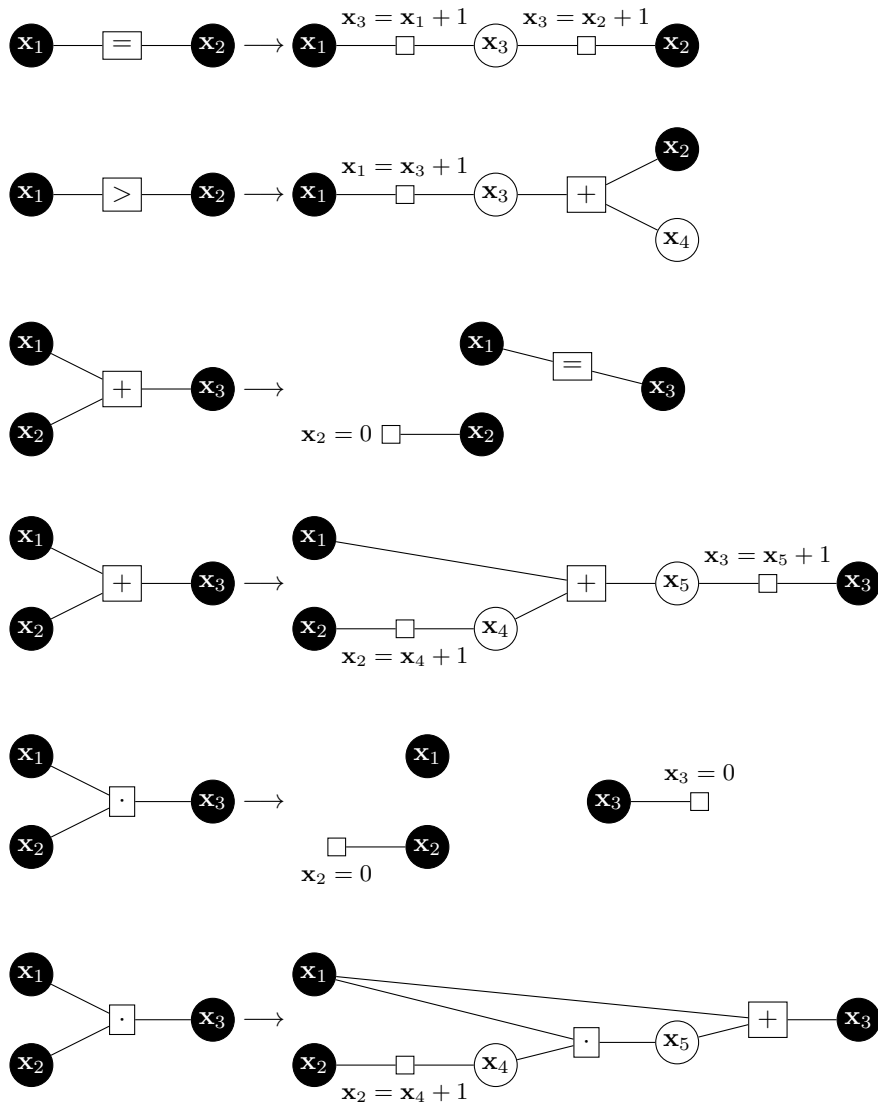 x₃ = x₁ + 1 x₃ = x₂ + 1
x₁ = x₂ ⟶ x₁ x₃ x₂
x₂
x₁ = x₃ + 1
x₁ > x₂ ⟶ x₁ x₃ +
x₄
x₁ x₁
=
+ x₃ ⟶ x₃
x₂ x₂ = 0 x₂
x₁ x₁
x₃ = x₅ + 1
+ x₃ ⟶ + x₅ x₃
x₂ x₂ x₄
x₂ = x₄ + 1
x₁ x₁
x₃ = 0
· x₃ ⟶ x₃
x₂ x₂
x₂ = 0
x₁ x₁
· x₃ ⟶ + x₃
· x₅
x₂ x₂ x₄
x₂ = x₄ + 1